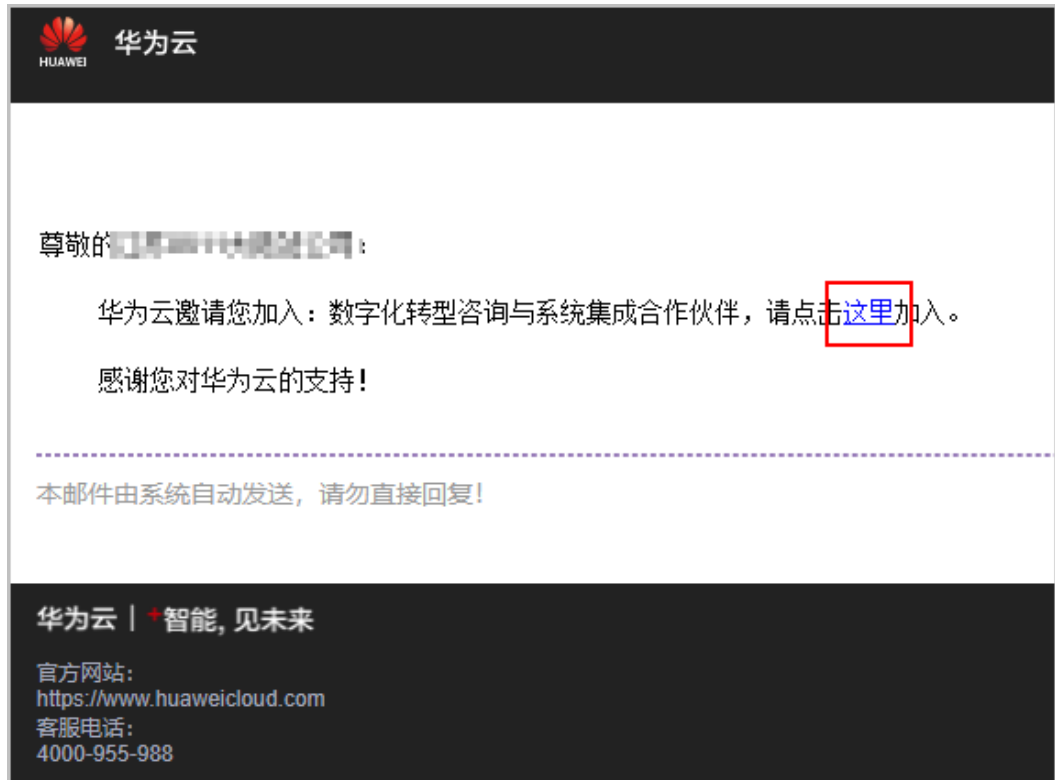 HUAWEI
华为云
尊敬的
：
华为云邀请您加入：数字化转型咨询与系统集成合作伙伴，请点击这里加入。
感谢您对华为云的支持！
本邮件由系统自动发送，请勿直接回复！
华为云｜+智能, 见未来
官方网站：
https://www.huaweicloud.com
客服电话：
4000-955-988